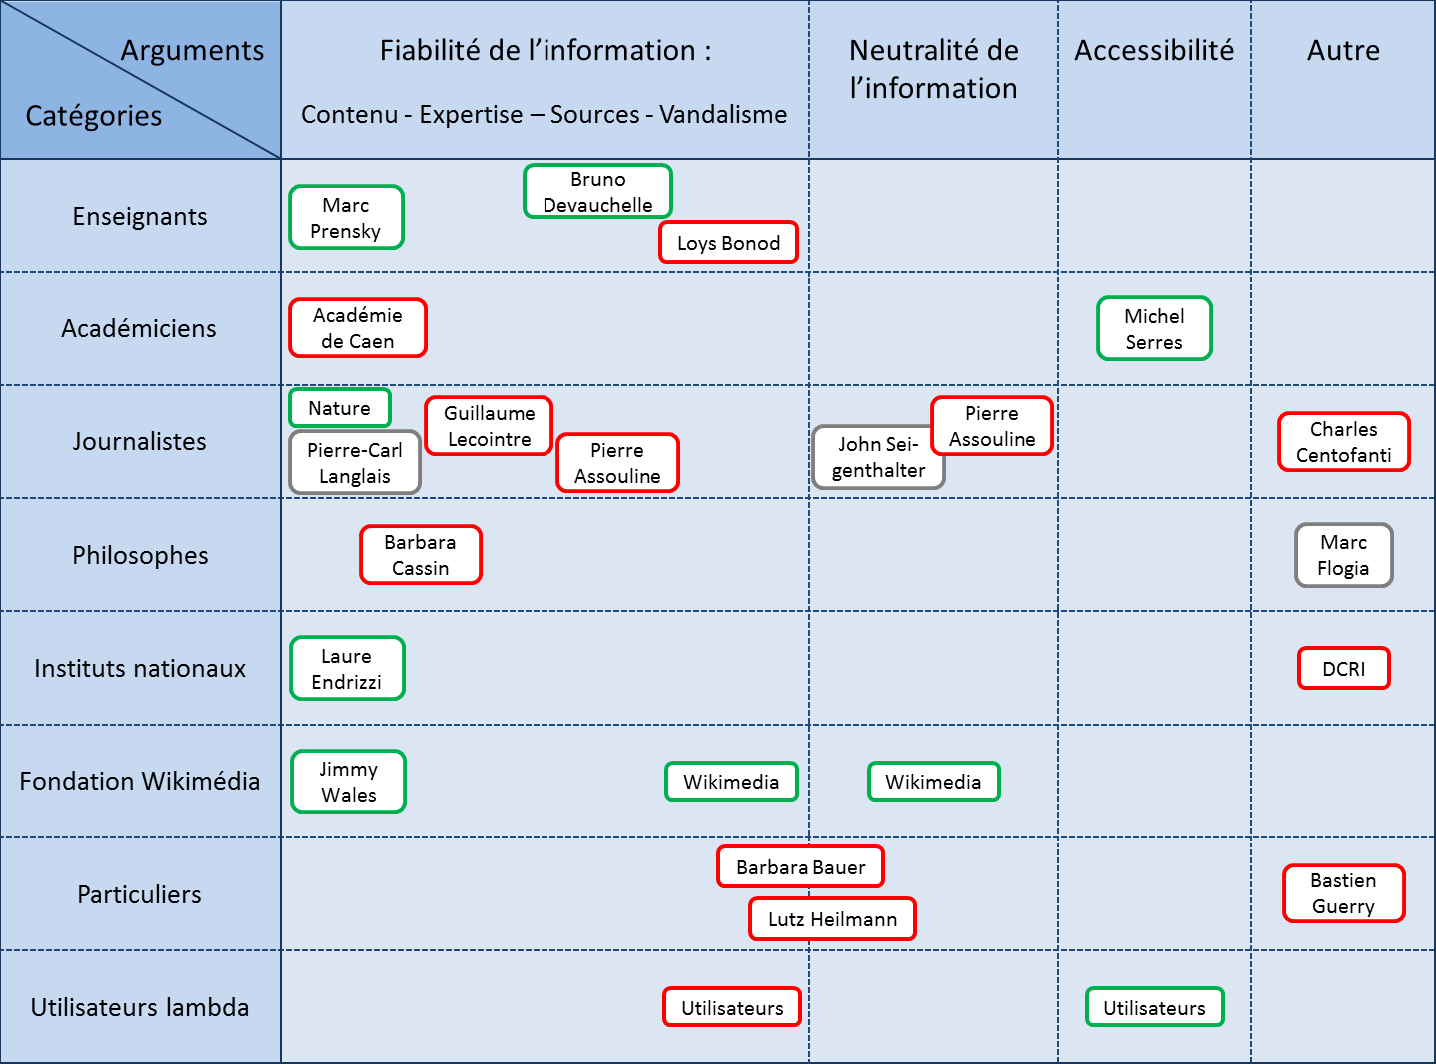 Arguments
Catégories
Fiabilité de l’information :
Contenu - Expertise – Sources - Vandalisme
Neutralité de
l’information
Accessibilité
Autre
Enseignants
Marc
Prensky
Bruno
Devauchelle
Loys Bonod
Académiciens
Académie
de Caen
Michel
Serres
Journalistes
Nature
Pierre-Carl
Langlais
Guillaume
Lecointre
Pierre
Assouline
John Sei-
genthalter
Pierre
Assouline
Charles
Centofanti
Philosophes
Barbara
Cassin
Marc
Flogia
Instituts nationaux
Laure
Endrizzi
DCRI
Fondation Wikimédia
Jimmy
Wales
Wikimedia
Wikimedia
Particuliers
Barbara Bauer
Lutz Heilmann
Bastien
Guerry
Utilisateurs lambda
Utilisateurs
Utilisateurs